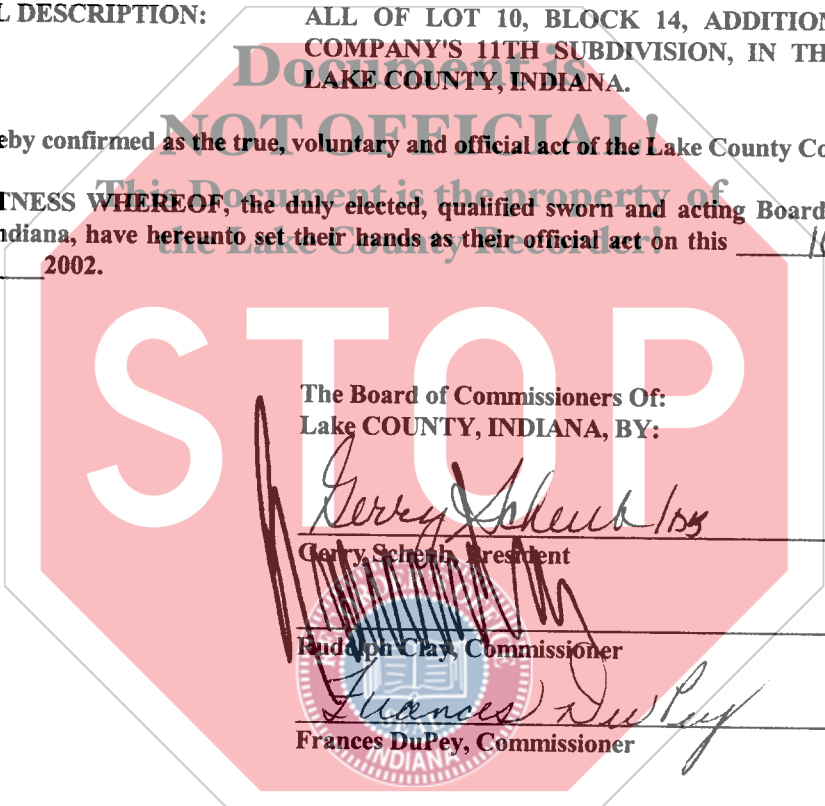 L DESCRIPTION: ALL OF LOT 10, BLOCK 14, ADDITION
COMPANY'S 11TH SUBDIVISION, IN TH
LAKE COUNTY, INDIANA.
Document is
NOT OFFICIAL!
This Document is the property of
the Lake County Recorder!
eby confirmed as the true, voluntary and official act of the Lake County Co
TNESS WHEREOF, the duly elected, qualified sworn and acting Board
ndiana, have hereunto set their hands as their official act on this
2002.
STOP
The Board of Commissioners Of:
Lake COUNTY, INDIANA, BY:
Gerry Scheub
Gerry Scheub, President
Rudolph Clay, Commissioner
Frances DuPey
Frances DuPey, Commissioner
INDIANA